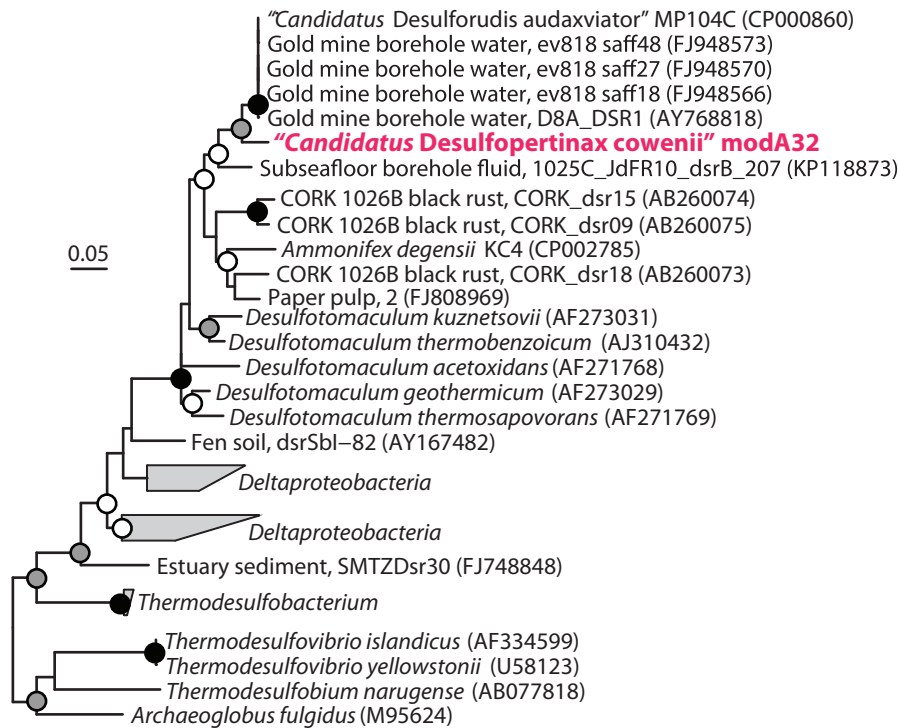 “Candidatus Desulforudis audaxviator” MP104C (CP000860)
Gold mine borehole water, ev818 saff48 (FJ948573)
Gold mine borehole water, ev818 saff27 (FJ948570)
Gold mine borehole water, ev818 saff18 (FJ948566)
Gold mine borehole water, D8A_DSR1 (AY768818)
“Candidatus Desulfopertinax cowenii” modA32
Subseafloor borehole fluid, 1025C_JdFR10_dsrB_207 (KP118873)
CORK 1026B black rust, CORK_dsr15 (AB260074)
CORK 1026B black rust, CORK_dsr09 (AB260075)
0.05
Ammonifex degensii KC4 (CP002785)
CORK 1026B black rust, CORK_dsr18 (AB260073)
Paper pulp, 2 (FJ808969)
Desulfotomaculum kuznetsovii (AF273031)
Desulfotomaculum thermobenzoicum (AJ310432)
Desulfotomaculum acetoxidans (AF271768)
Desulfotomaculum geothermicum (AF273029)
Desulfotomaculum thermosapovorans (AF271769)
Fen soil, dsrSbI−82 (AY167482)
Deltaproteobacteria
Deltaproteobacteria
Estuary sediment, SMTZDsr30 (FJ748848)
Thermodesulfobacterium
Thermodesulfovibrio islandicus (AF334599)
Thermodesulfovibrio yellowstonii (U58123)
Thermodesulfobium narugense (AB077818)
Archaeoglobus fulgidus (M95624)